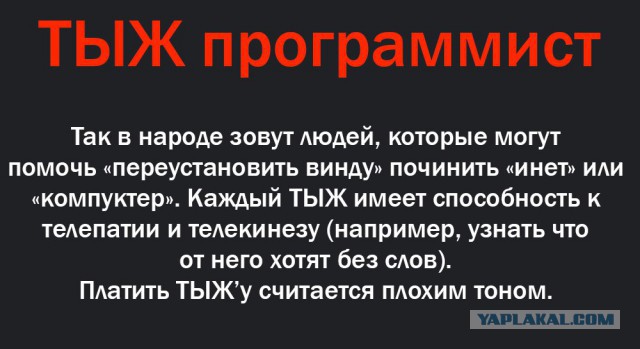 ТЫЖ программист
Так в народе зовут людей, которые могут
помочь «переустановить винду» починить «инет» или
«компуктер». Каждый ТЫЖ имеет способность к
телепатии и телекинезу (например, узнать что
от него хотят без слов).
Платить ТЫЖ’у считается плохим тоном.
YAPLAKAL.COM